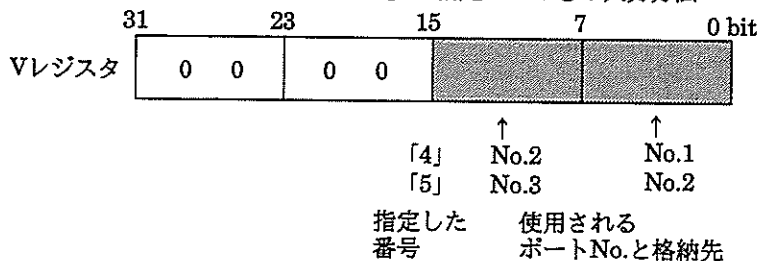 31 23 15 7 0 bit
Vレジスタ 0 0 0 0
↑ ↑
「4」 No.2 No.1
「5」 No.3 No.2
指定した 使用される
番号 ポートNo.と格納先